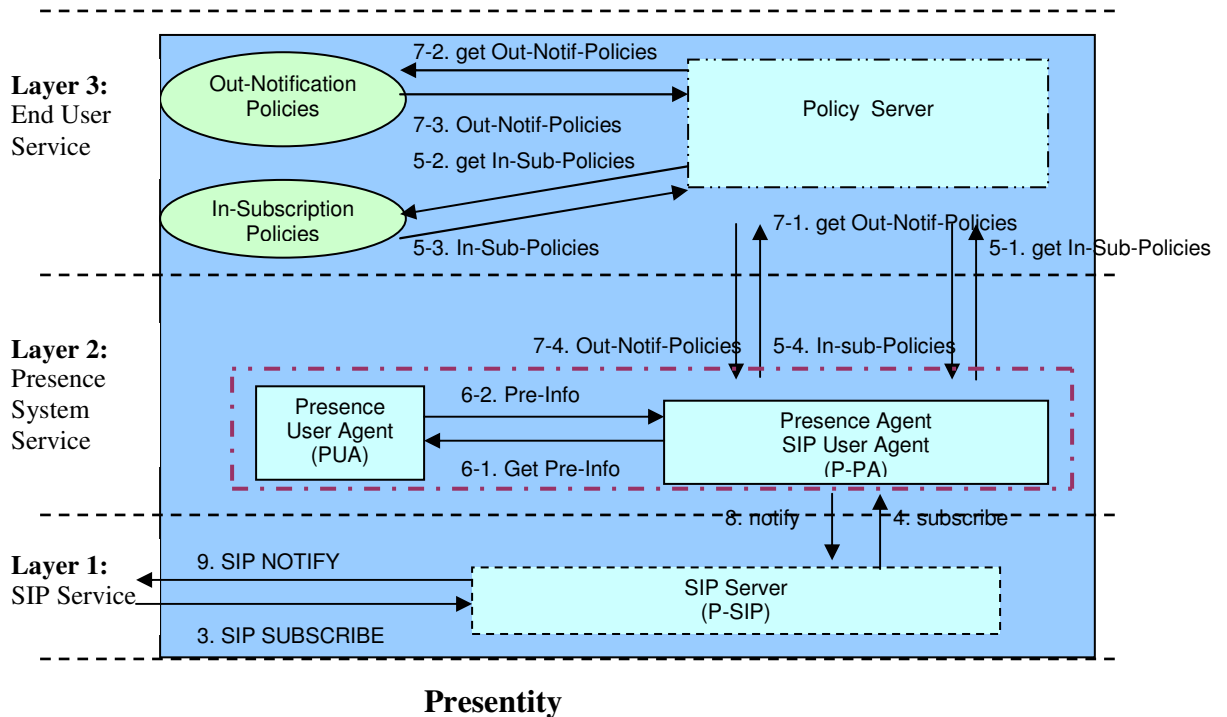 7-2. get Out-Notif-Policies
Layer 3:
End User
Service
Out-Notification
Policies
Policy Server
7-3. Out-Notif-Policies
5-2. get In-Sub-Policies
In-Subscription
Policies
7-1. get Out-Notif-Policies
5-3. In-Sub-Policies
5-1. get In-Sub-Policies
Layer 2:
Presence
System
Service
7-4. Out-Notif-Policies
5-4. In-sub-Policies
6-2. Pre-Info
Presence
User Agent
(PUA)
Presence Agent
SIP User Agent
(P-PA)
6-1. Get Pre-Info
8. notify
4. subscribe
Layer 1:
SIP Service
9. SIP NOTIFY
SIP Server
(P-SIP)
3. SIP SUBSCRIBE
Presentity